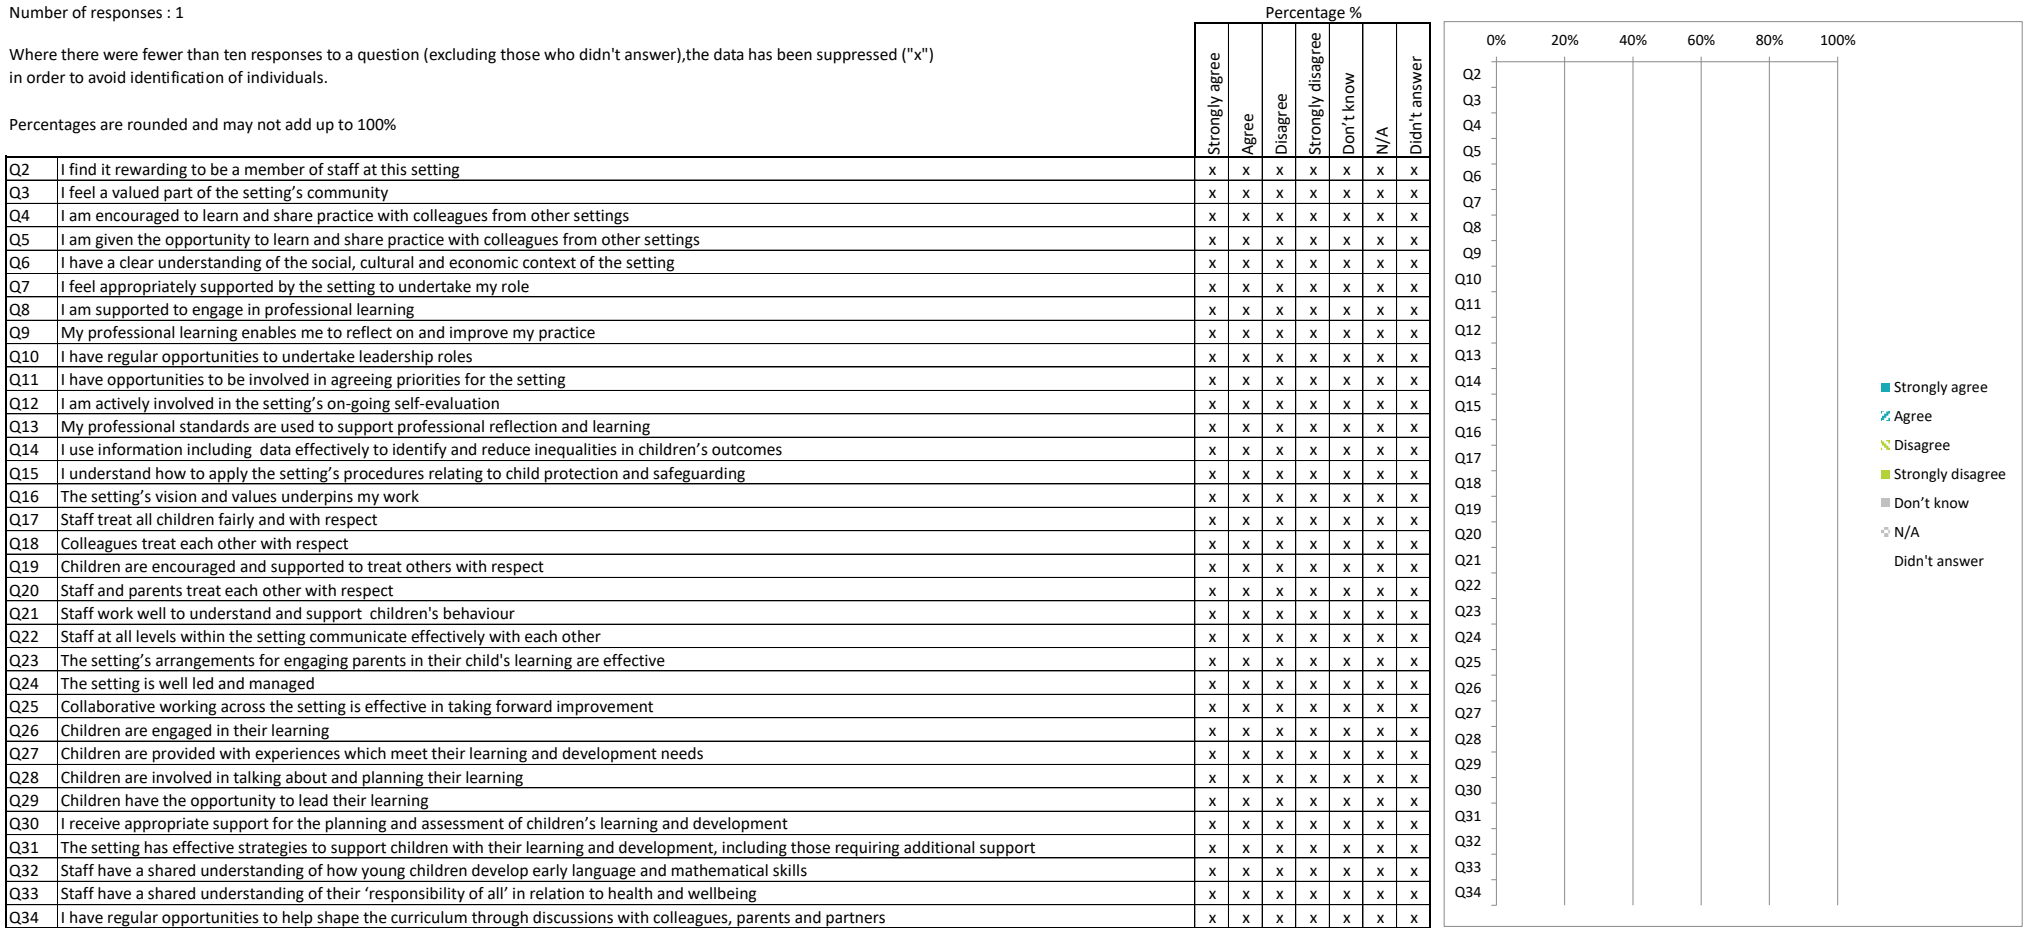 Number of responses : 1
Percentage %
Where there were fewer than ten responses to a question (excluding those who didn't answer),the data has been suppressed ("x")
in order to avoid identification of individuals.
Percentages are rounded and may not add up to 100%
Strongly agree
Agree
Disagree
Strongly disagree
Don't know
N/A
Didn't answer
Q2 I find it rewarding to be a member of staff at this setting x x x x x x x
Q3 I feel a valued part of the setting's community x x x x x x x
Q4 I am encouraged to learn and share practice with colleagues from other settings x x x x x x x
Q5 I am given the opportunity to learn and share practice with colleagues from other settings x x x x x x x
Q6 I have a clear understanding of the social, cultural and economic context of the setting x x x x x x x
Q7 I feel appropriately supported by the setting to undertake my role x x x x x x x
Q8 I am supported to engage in professional learning x x x x x x x
Q9 My professional learning enables me to reflect on and improve my practice x x x x x x x
Q10 I have regular opportunities to undertake leadership roles x x x x x x x
Q11 I have opportunities to be involved in agreeing priorities for the setting x x x x x x x
Q12 I am actively involved in the setting's on-going self-evaluation x x x x x x x
Q13 My professional standards are used to support professional reflection and learning x x x x x x x
Q14 I use information including  data effectively to identify and reduce inequalities in children's outcomes x x x x x x x
Q15 I understand how to apply the setting's procedures relating to child protection and safeguarding x x x x x x x
Q16 The setting's vision and values underpins my work x x x x x x x
Q17 Staff treat all children fairly and with respect x x x x x x x
Q18 Colleagues treat each other with respect x x x x x x x
Q19 Children are encouraged and supported to treat others with respect x x x x x x x
Q20 Staff and parents treat each other with respect x x x x x x x
Q21 Staff work well to understand and support  children's behaviour x x x x x x x
Q22 Staff at all levels within the setting communicate effectively with each other x x x x x x x
Q23 The setting's arrangements for engaging parents in their child's learning are effective x x x x x x x
Q24 The setting is well led and managed x x x x x x x
Q25 Collaborative working across the setting is effective in taking forward improvement x x x x x x x
Q26 Children are engaged in their learning x x x x x x x
Q27 Children are provided with experiences which meet their learning and development needs x x x x x x x
Q28 Children are involved in talking about and planning their learning x x x x x x x
Q29 Children have the opportunity to lead their learning x x x x x x x
Q30 I receive appropriate support for the planning and assessment of children's learning and development x x x x x x x
Q31 The setting has effective strategies to support children with their learning and development, including those requiring additional support x x x x x x x
Q32 Staff have a shared understanding of how young children develop early language and mathematical skills x x x x x x x
Q33 Staff have a shared understanding of their 'responsibility of all' in relation to health and wellbeing x x x x x x x
Q34 I have regular opportunities to help shape the curriculum through discussions with colleagues, parents and partners x x x x x x x
0% 20% 40% 60% 80% 100%
Q2
Q3
Q4
Q5
Q6
Q7
Q8
Q9
Q10
Q11
Q12
Q13
Q14
Q15
Q16
Q17
Q18
Q19
Q20
Q21
Q22
Q23
Q24
Q25
Q26
Q27
Q28
Q29
Q30
Q31
Q32
Q33
Q34
Strongly agree
Agree
Disagree
Strongly disagree
Don't know
N/A
Didn't answer